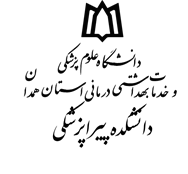 دانشگاه علوم پزشکی
و خدمات بهداشتی درمانی استان همدان
دانشکده پیراپزشکی